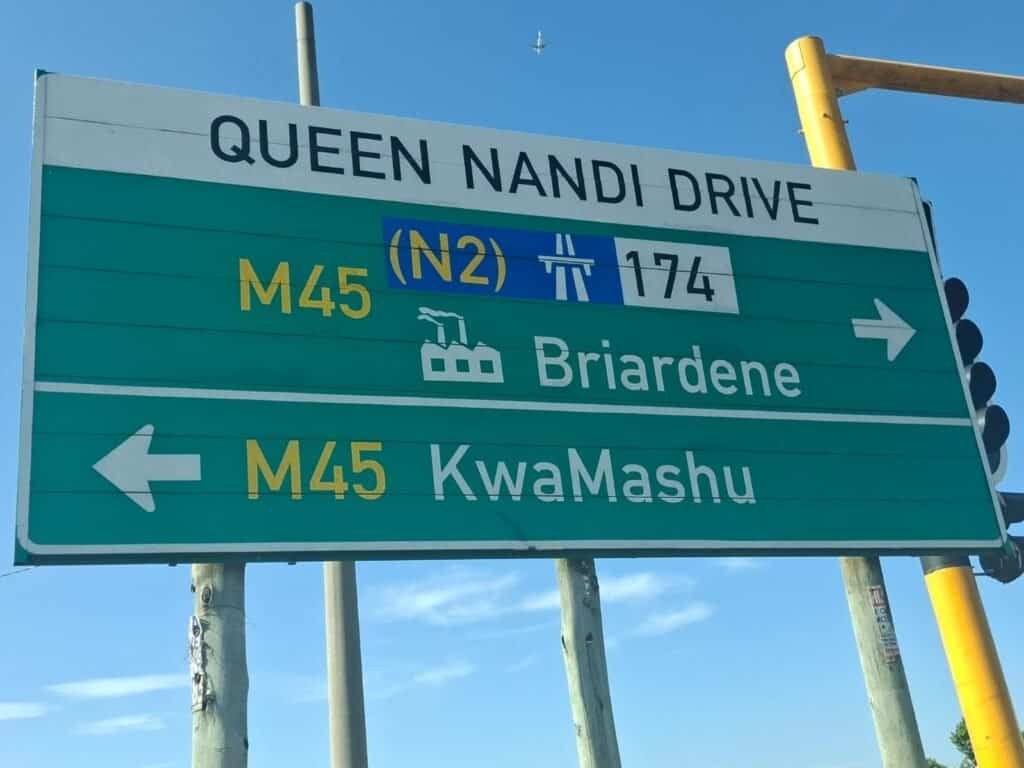 QUEEN NANDI DRIVE
M45 (N2) 174
Briardene
M45 KwaMashu